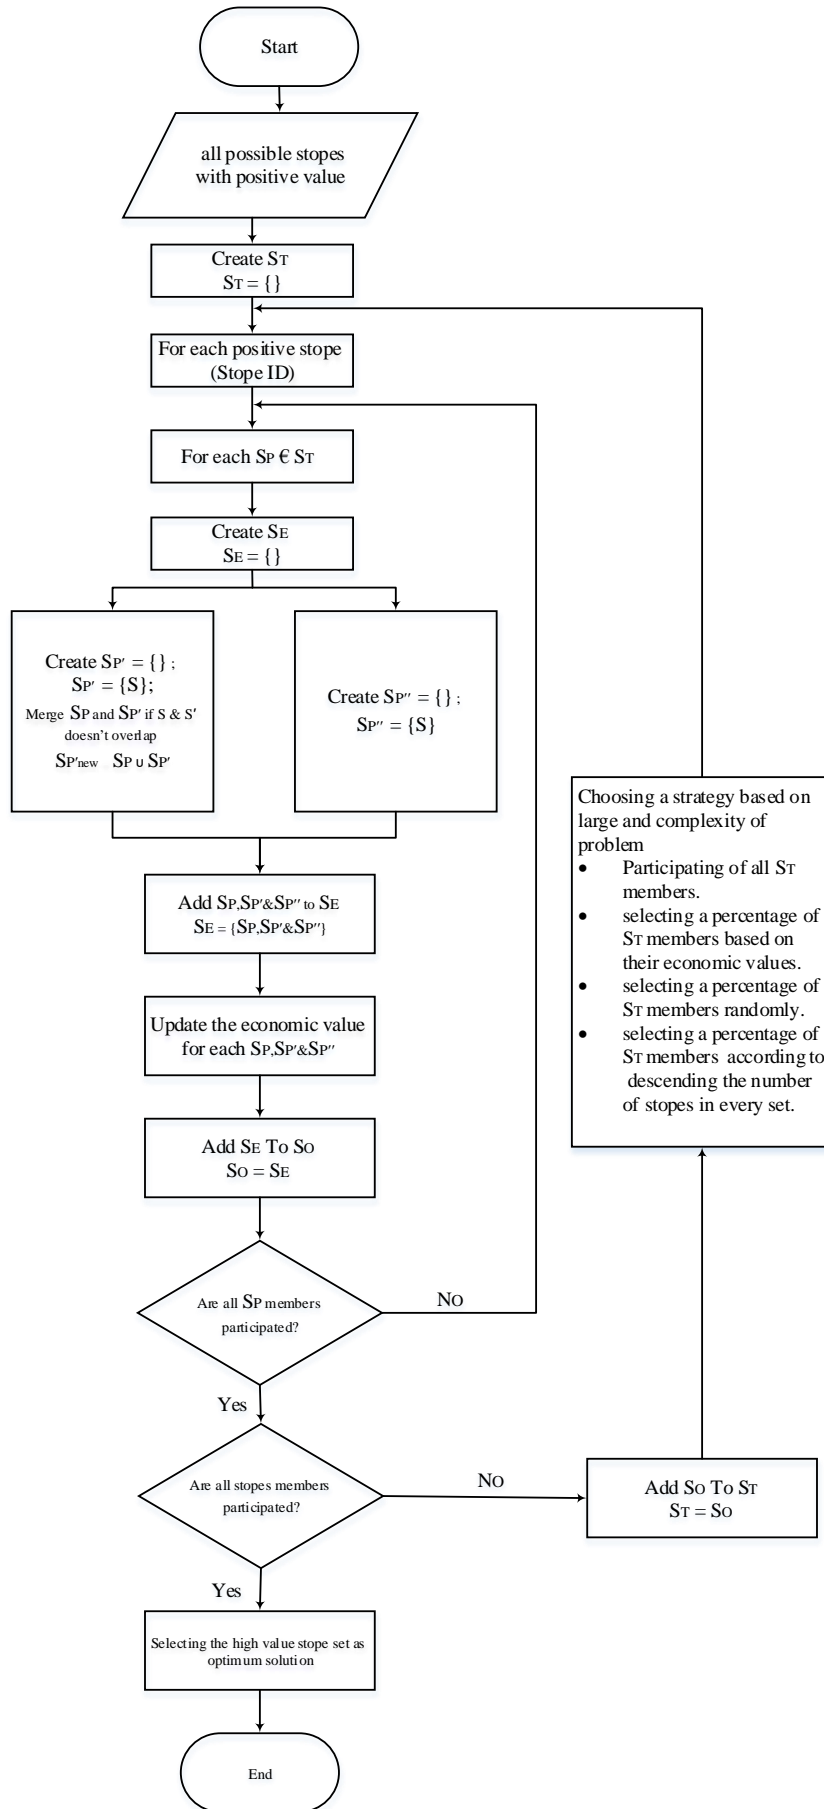 Start
all possible stopes
with positive value
Create ST
ST = {}
For each positive stope
(Stope ID)
For each SP € ST
Create SE
SE = {}
Create SP' = {} ;
SP' = {S};
Merge SP and SP' if S & S'
doesn't overlap
SP'new SP ∪ SP'
Create SP'' = {} ;
SP'' = {S}
Add SP,SP'&SP'' to SE
SE = {SP,SP'&SP''}
Update the economic value
for each SP,SP'&SP''
Add SE To SO
SO = SE
Are all SP members
participated?
NO
Yes
Are all stopes members
participated?
NO
Yes
Add SO To ST
ST = SO
Choosing a strategy based on
large and complexity of
problem
• Participating of all ST
members.
• selecting a percentage of
ST members based on
their economic values.
• selecting a percentage of
ST members randomly.
• selecting a percentage of
ST members according to
descending the number
of stopes in every set.
Selecting the high value stope set as
optimum solution
End